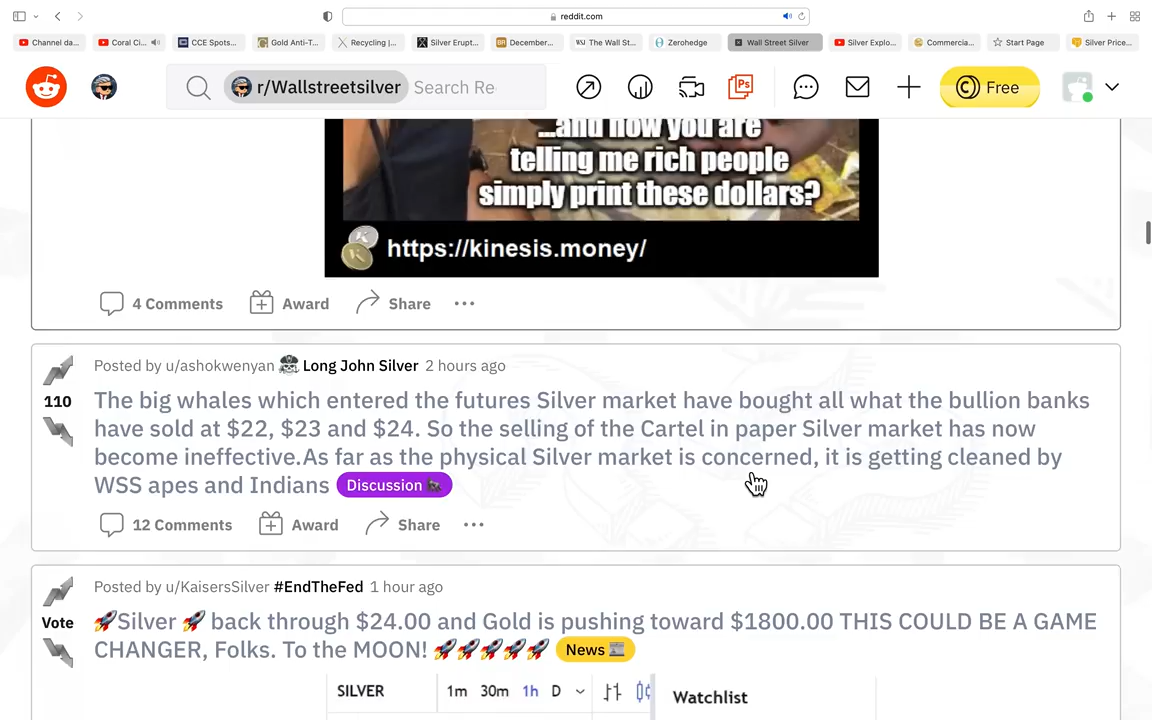 reddit.com
Channel da...
Coral Ci...
CCE Spots...
Gold Anti-T...
Recycling |...
Silver Erupt...
December...
The Wall St...
Zerohedge
Wall Street Silver
Silver Explo...
Commercia...
Start Page
Silver Price...
r/Wallstreetsilver Search Re
Free
...and now you are
telling me rich people
simply print these dollars?
https://kinesis.money/
4 Comments Award Share
Posted by u/ashokwenyan Long John Silver 2 hours ago
110
The big whales which entered the futures Silver market have bought all what the bullion banks
have sold at $22, $23 and $24. So the selling of the Cartel in paper Silver market has now
become ineffective.As far as the physical Silver market is concerned, it is getting cleaned by
WSS apes and Indians Discussion
12 Comments Award Share
Posted by u/KaisersSilver #EndTheFed 1 hour ago
Vote
🚀Silver 🚀 back through $24.00 and Gold is pushing toward $1800.00 THIS COULD BE A GAME
CHANGER, Folks. To the MOON! 🚀🚀🚀🚀🚀 News
SILVER 1m 30m 1h D Watchlist